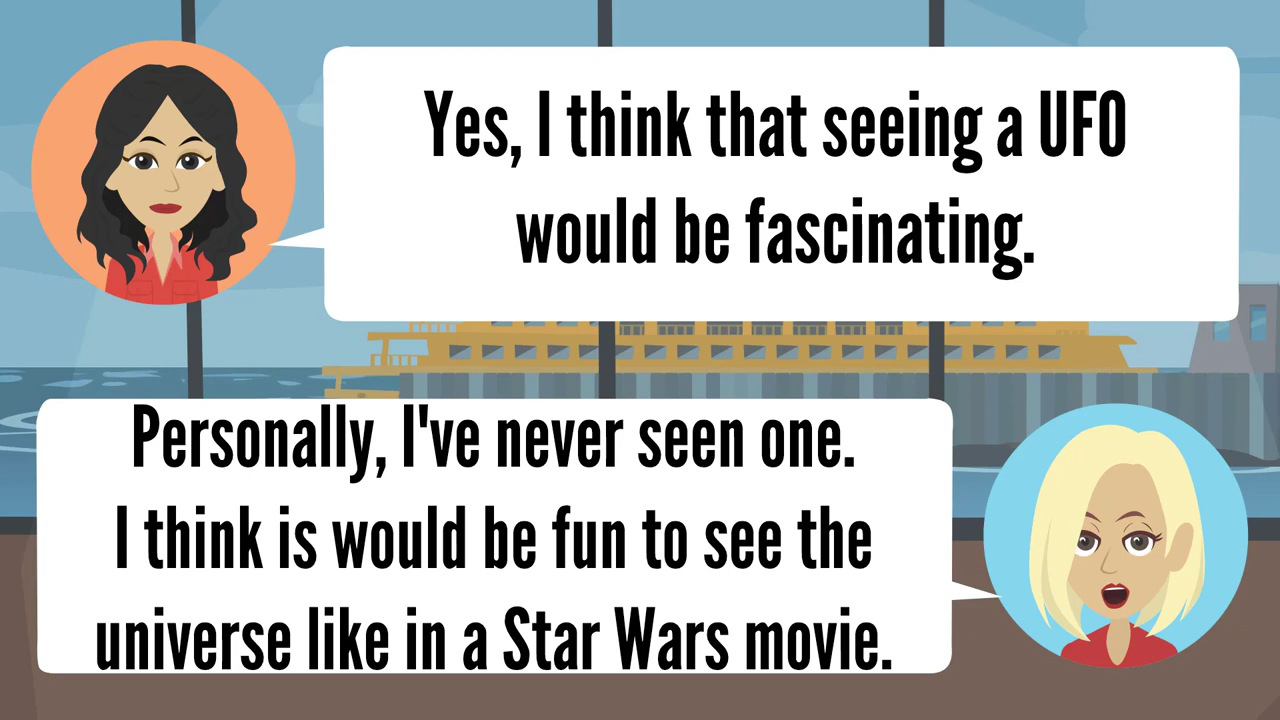 Yes, I think that seeing a UFO
would be fascinating.
Personally, I've never seen one.
I think is would be fun to see the
universe like in a Star Wars movie.